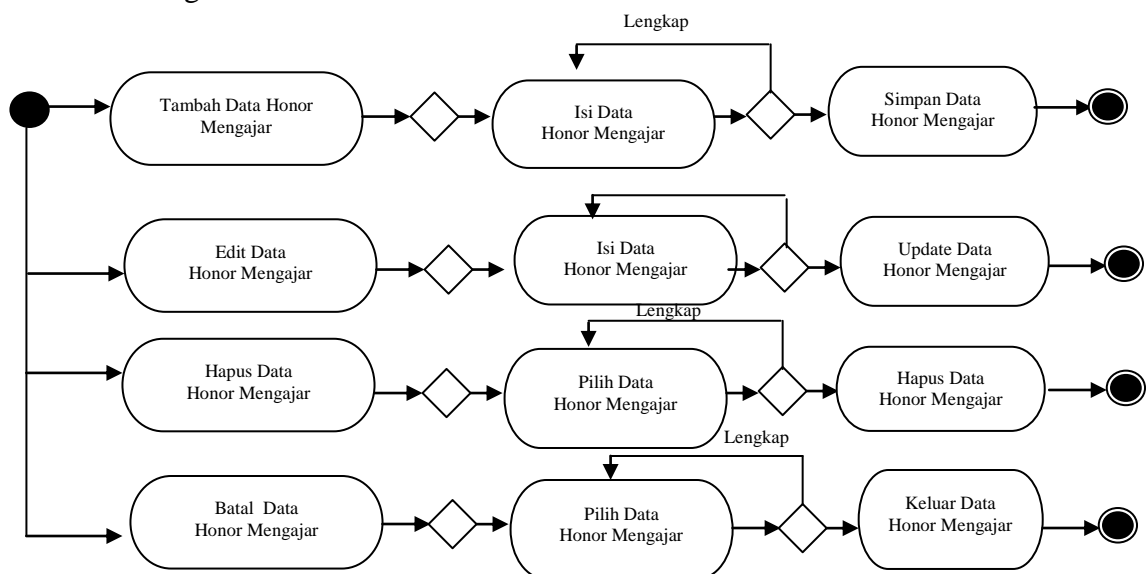 Lengkap
Tambah Data Honor
Mengajar
Isi Data
Honor Mengajar
Simpan Data
Honor Mengajar
Edit Data
Honor Mengajar
Isi Data
Honor Mengajar
Update Data
Honor Mengajar
Lengkap
Hapus Data
Honor Mengajar
Pilih Data
Honor Mengajar
Hapus Data
Honor Mengajar
Lengkap
Batal Data
Honor Mengajar
Pilih Data
Honor Mengajar
Keluar Data
Honor Mengajar